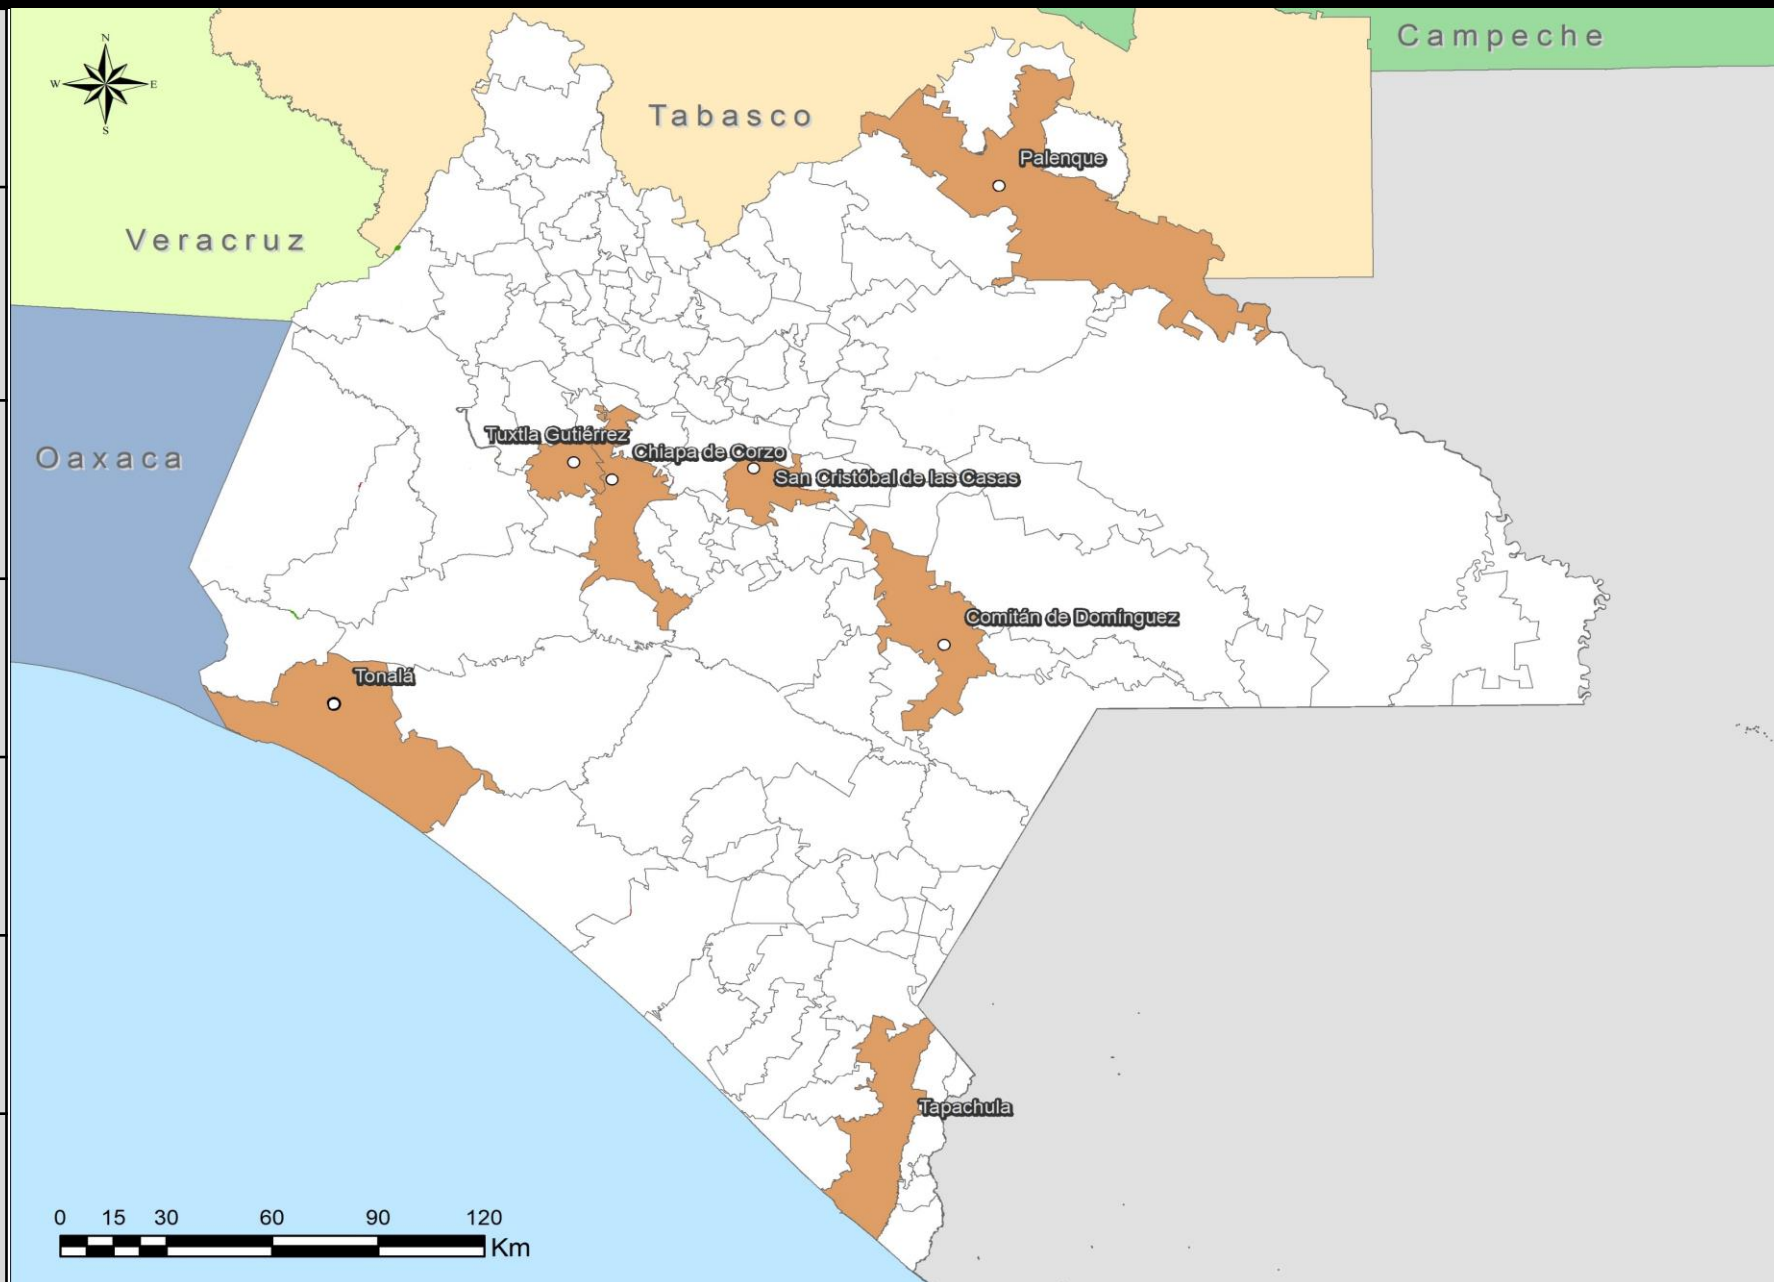 Campeche
N
W E
S
Tabasco
Palenque
Veracruz
Tuxtla Gutiérrez
Chiapa de Corzo
Oaxaca
San Cristóbal de las Casas
Comitán de Domínguez
Tonalá
Tapachula
0 15 30 60 90 120
Km